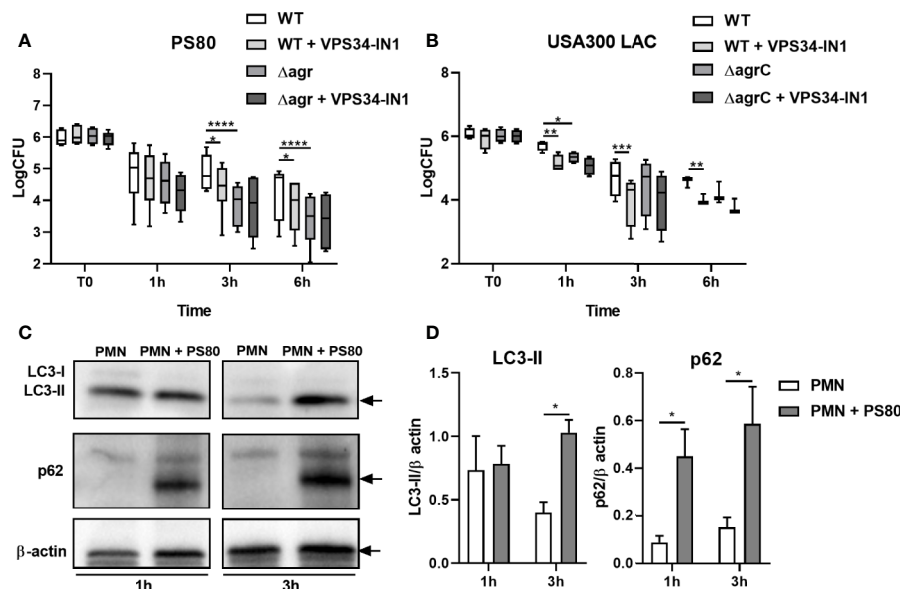 A
PS80
WT
WT + VPS34-IN1
Δagr
Δagr + VPS34-IN1
LogCFU
8
6
5
4
3
2
****
*
****
*
T0
1h
3h
6h
Time
B
USA300 LAC
WT
WT + VPS34-IN1
ΔagrC
ΔagrC + VPS34-IN1
LogCFU
8
6
4
2
*
**
***
**
T0
1h
3h
6h
Time
C
PMN
PMN + PS80
PMN
PMN + PS80
LC3-I
LC3-II
p62
β-actin
1h
3h
D
LC3-II
LC3-II/β actin
1.5
1.0
0.5
0.0
*
1h
3h
p62
p62/β actin
0.8
0.6
0.4
0.2
0.0
*
*
1h
3h
PMN
PMN + PS80